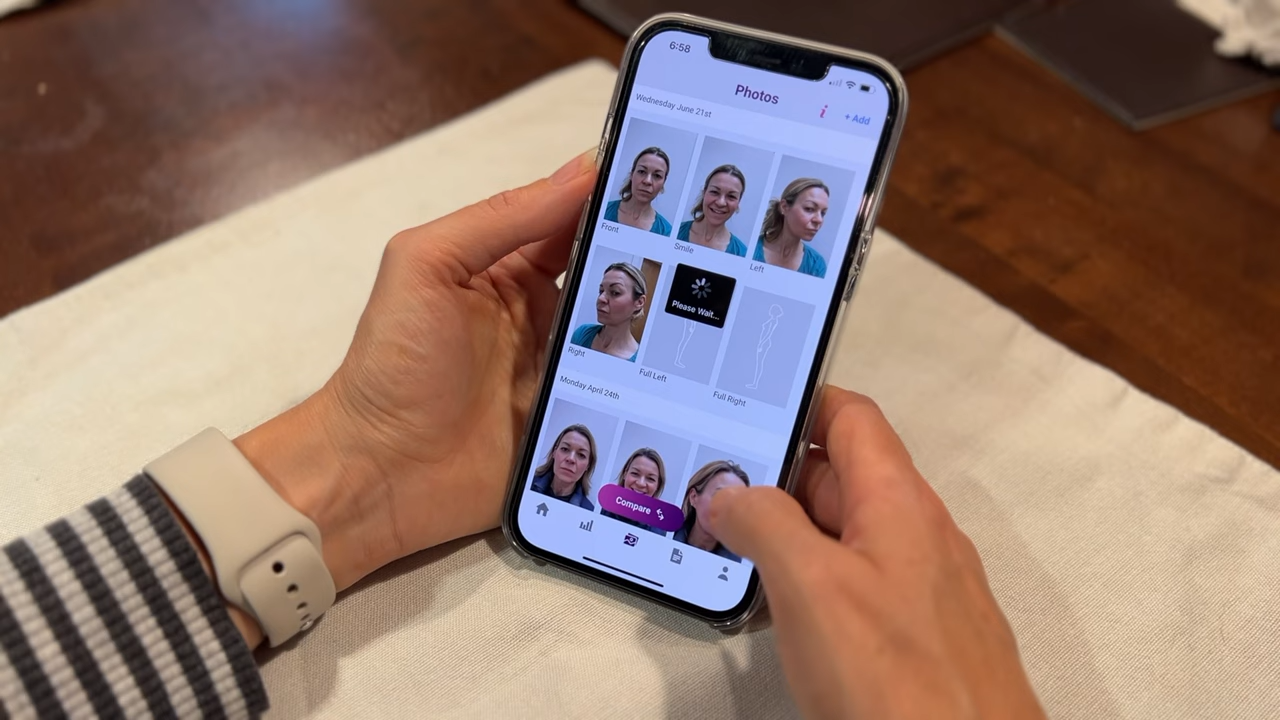 6:58
Photos
i
+ Add
Wednesday June 21st
Front
Smile
Left
Please Wait...
Right
Full Left
Full Right
Monday April 24th
Compare